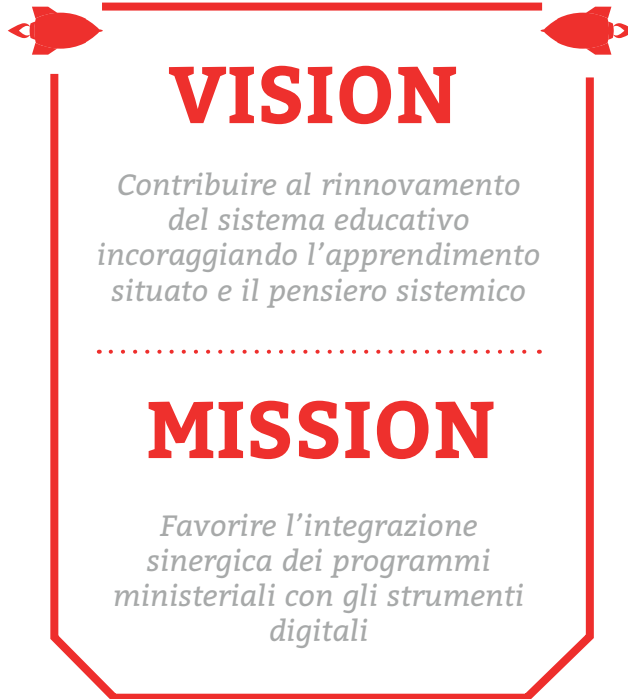 VISION
Contribuire al rinnovamento
del sistema educativo
incoraggiando l’apprendimento
situato e il pensiero sistemico
MISSION
Favorire l’integrazione
sinergica dei programmi
ministeriali con gli strumenti
digitali